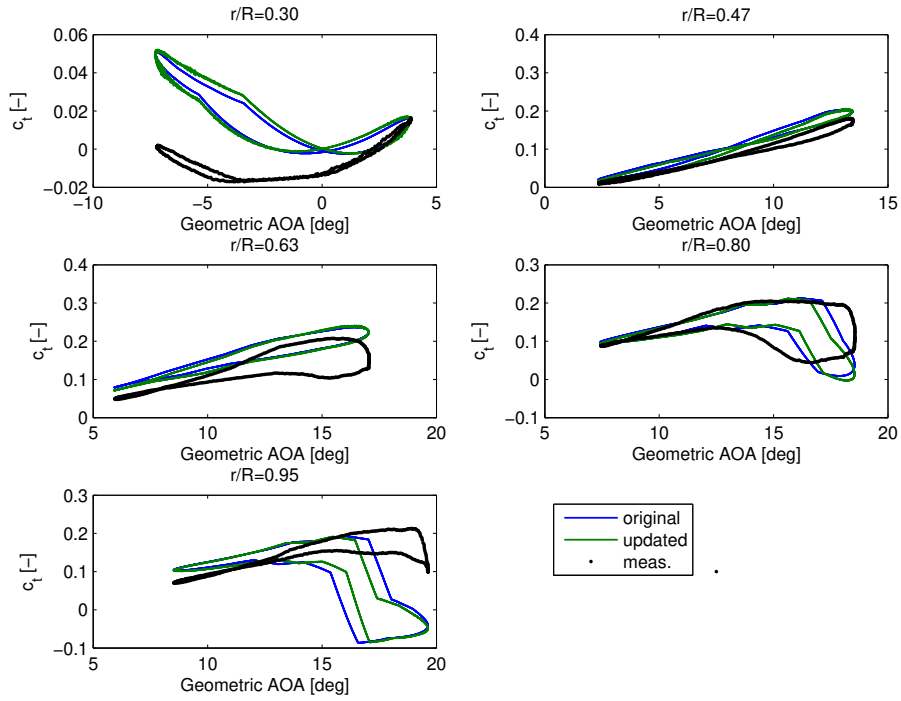 r/R=0.30
0.06
0.04
0.02
0
−0.02
c_t [-]
−10
−5
0
5
Geometric AOA [deg]
r/R=0.47
0.4
0.3
0.2
0.1
0
c_t [-]
0
5
10
15
Geometric AOA [deg]
r/R=0.63
0.4
0.3
0.2
0.1
0
c_t [-]
5
10
15
20
Geometric AOA [deg]
r/R=0.80
0.3
0.2
0.1
0
−0.1
c_t [-]
5
10
15
20
Geometric AOA [deg]
r/R=0.95
0.3
0.2
0.1
0
−0.1
c_t [-]
5
10
15
20
Geometric AOA [deg]
original
updated
meas.